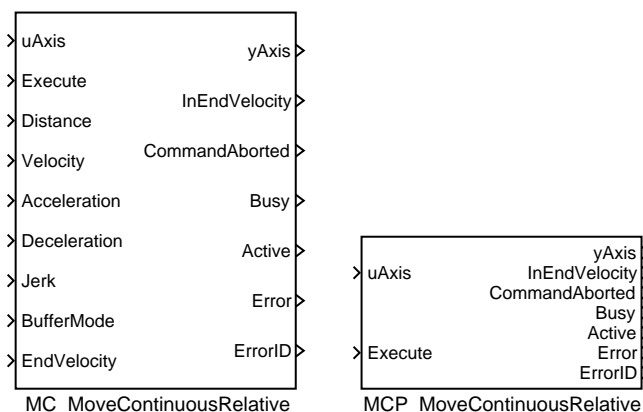 uAxis
Execute
Distance
Velocity
Acceleration
Deceleration
Jerk
BufferMode
EndVelocity
yAxis
InEndVelocity
CommandAborted
Busy
Active
Error
ErrorID
MC_MoveContinuousRelative
uAxis
Execute
yAxis
InEndVelocity
CommandAborted
Busy
Active
Error
ErrorID
MCP_MoveContinuousRelative